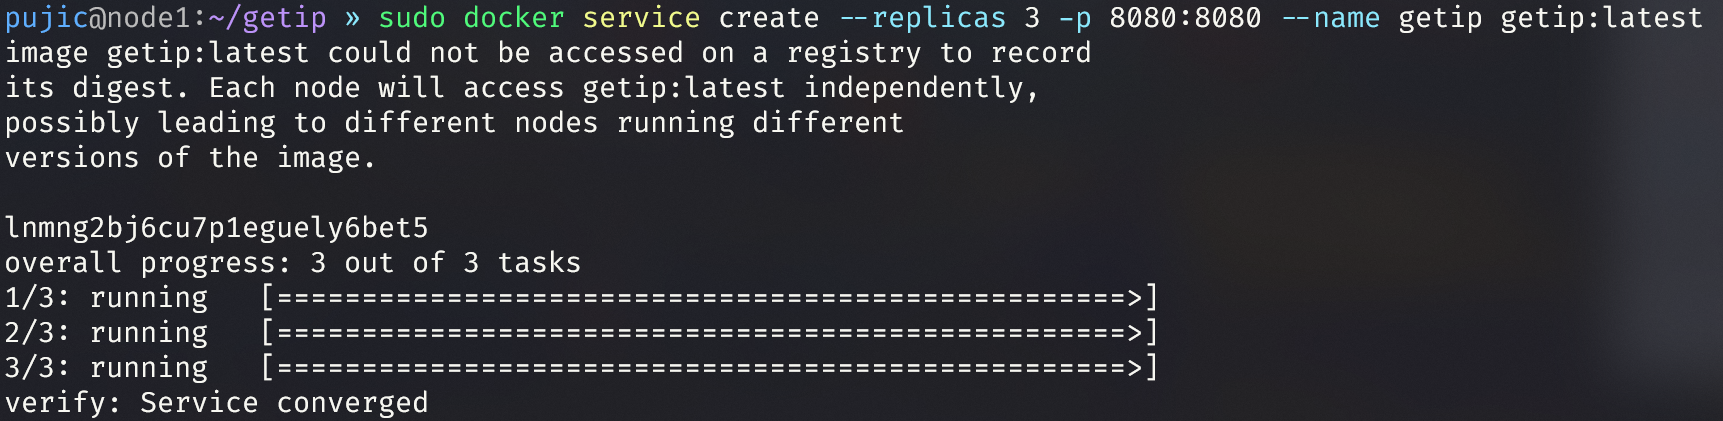 pujic@node1:~/getip » sudo docker service create --replicas 3 -p 8080:8080 --name getip getip:latest
image getip:latest could not be accessed on a registry to record
its digest. Each node will access getip:latest independently,
possibly leading to different nodes running different
versions of the image.
lnmng2bj6cu7p1eguely6bet5
overall progress: 3 out of 3 tasks
1/3: running   [==================================================>]
2/3: running   [==================================================>]
3/3: running   [==================================================>]
verify: Service converged